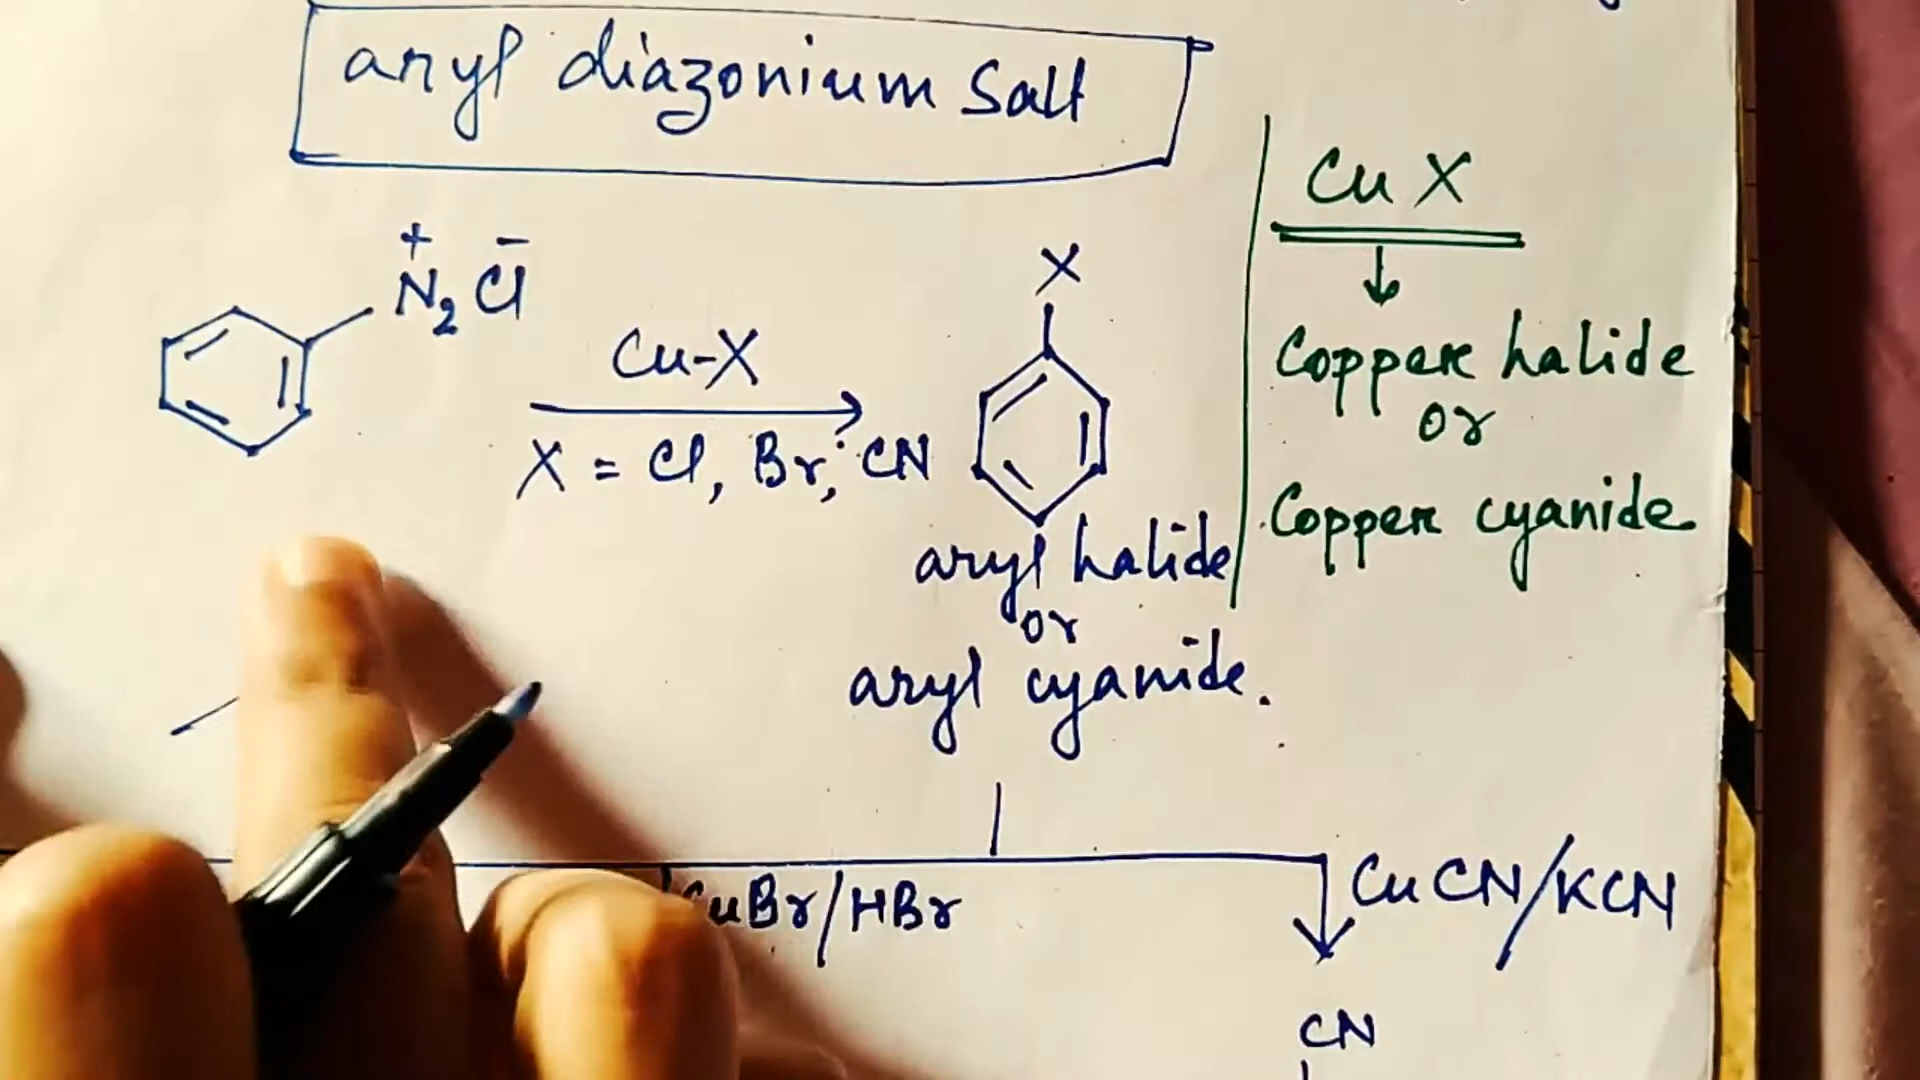 aryl diazonium Salt
+ -
N2 Cl
Cu-X
X = Cl, Br, CN
X
aryl halide
or
aryl cyanide.
Cu X
Copper halide
or
Copper cyanide
CuBr/HBr
CuCN/KCN
CN